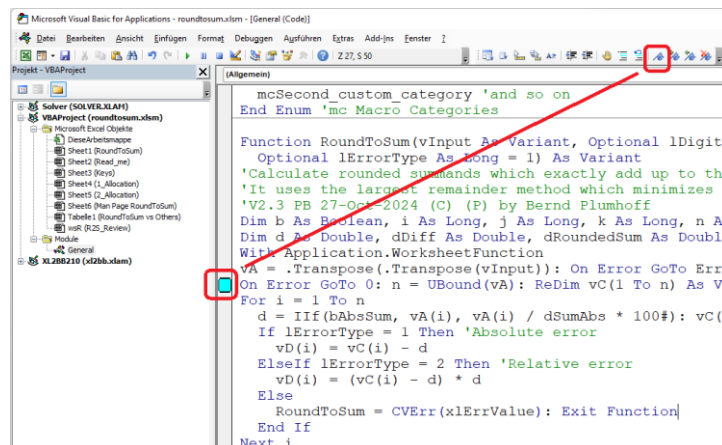 Microsoft Visual Basic for Applications - roundtosum.xlsm - [General (Code)]
Datei Bearbeiten Ansicht Einfügen Format Debuggen Ausführen Extras Add-Ins Fenster ?
Z 27, S 50
Projekt - VBAProject
(Allgemein)
Solver (SOLVER.XLAM)
VBAProject (roundtosum.xlsm)
Microsoft Excel Objekte
DieseArbeitsmappe
Sheet1 (RoundToSum)
Sheet2 (Read_me)
Sheet3 (Keys)
Sheet4 (1_Allocation)
Sheet5 (2_Allocation)
Sheet6 (Man Page RoundToSum)
Tabelle1 (RoundToSum vs Others)
wsR (R2S_Review)
Module
General
XL2BB210 (xl2bb.xlam)
mcSecond_custom_category 'and so on
End Enum 'mc Macro Categories
Function RoundToSum(vInput As Variant, Optional lDigit
Optional lErrorType As Long = 1) As Variant
'Calculate rounded summands which exactly add up to th
'It uses the largest remainder method which minimizes
'V2.3 PB 27-Oct-2024 (C) (P) by Bernd Plumhoff
Dim b As Boolean, i As Long, j As Long, k As Long, n A
Dim d As Double, dDiff As Double, dRoundedSum As Doubl
With Application.WorksheetFunction
vA = .Transpose(.Transpose(vInput)): On Error GoTo Err
On Error GoTo 0: n = UBound(vA): ReDim vC(1 To n) As V
For i = 1 To n
d = IIf(bAbsSum, vA(i), vA(i) / dSumAbs * 100#): vC(
If lErrorType = 1 Then 'Absolute error
vD(i) = vC(i) - d
ElseIf lErrorType = 2 Then 'Relative error
vD(i) = (vC(i) - d) * d
Else
RoundToSum = CVErr(xlErrValue): Exit Function
End If
Next i